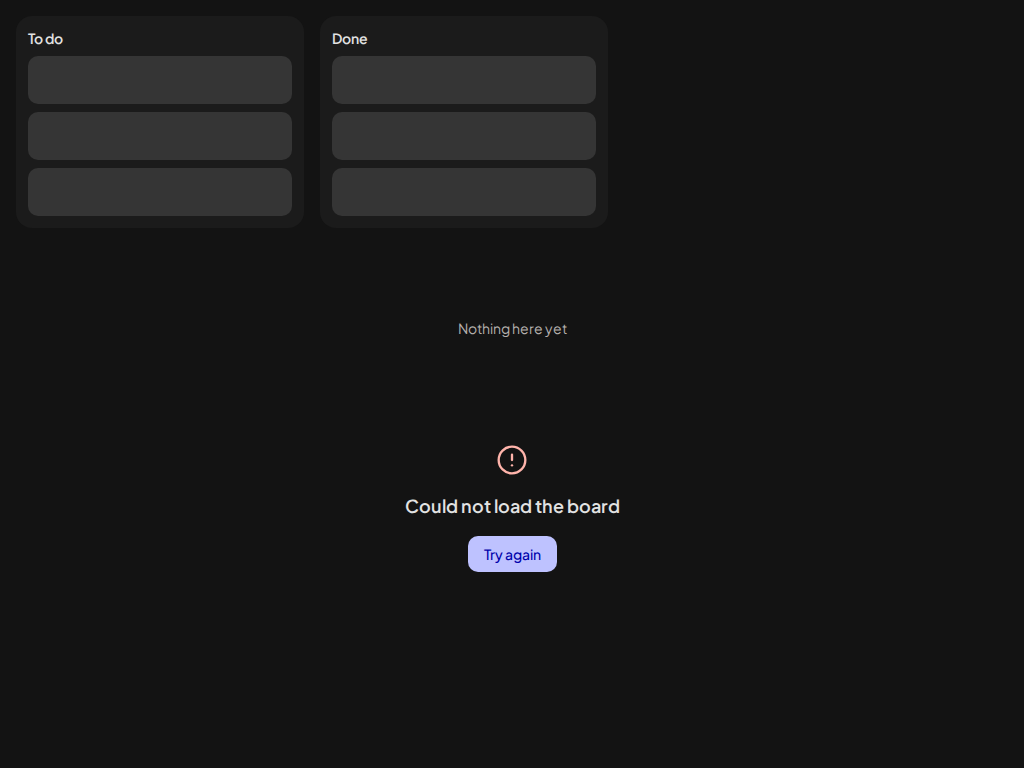 To do
Done
Nothing here yet
Could not load the board
Try again